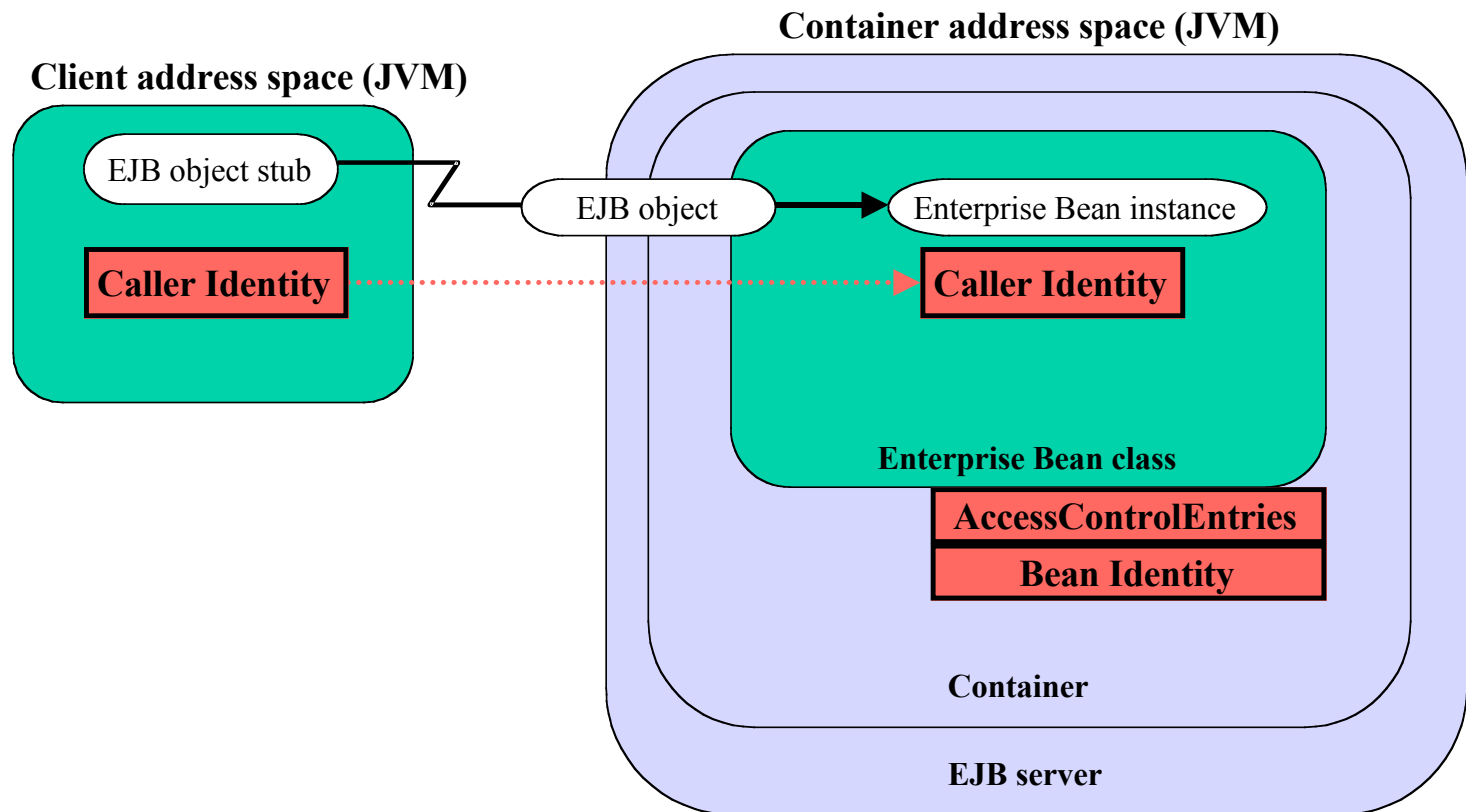 Container address space (JVM)
Client address space (JVM)
EJB object stub
EJB object
Enterprise Bean instance
Caller Identity
Caller Identity
Enterprise Bean class
AccessControlEntries
Bean Identity
Container
EJB server